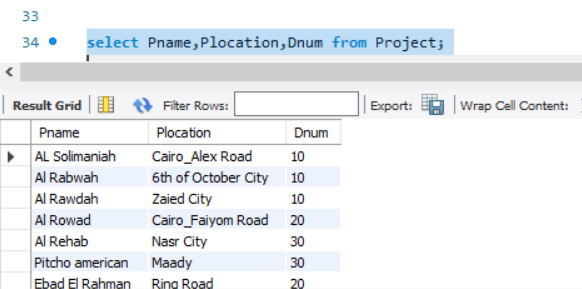 33
34 select Pname,Plocation,Dnum from Project;
Result Grid Filter Rows: Export: Wrap Cell Content:
Pname Plocation Dnum
AL Solimaniah Cairo_Alex Road 10
Al Rabwah 6th of October City 10
Al Rawdah Zaied City 10
Al Rowad Cairo_Faiyom Road 20
Al Rehab Nasr City 30
Pitcho american Maady 30
Ebad El Rahman Ring Road 20